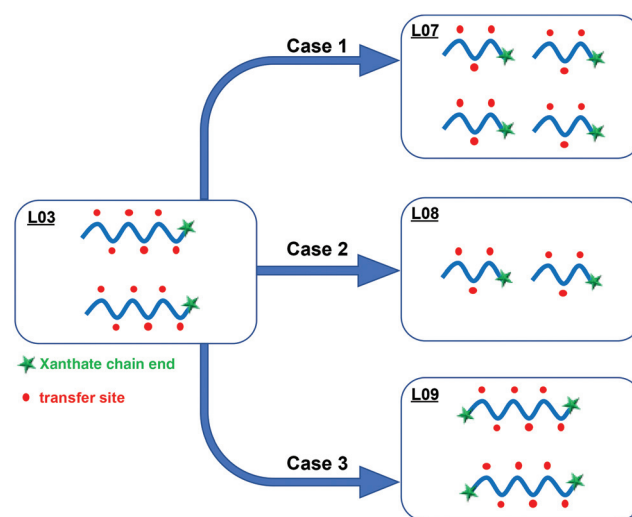 Case 1
L07
L03
Case 2
L08
Xanthate chain end
transfer site
L09
Case 3